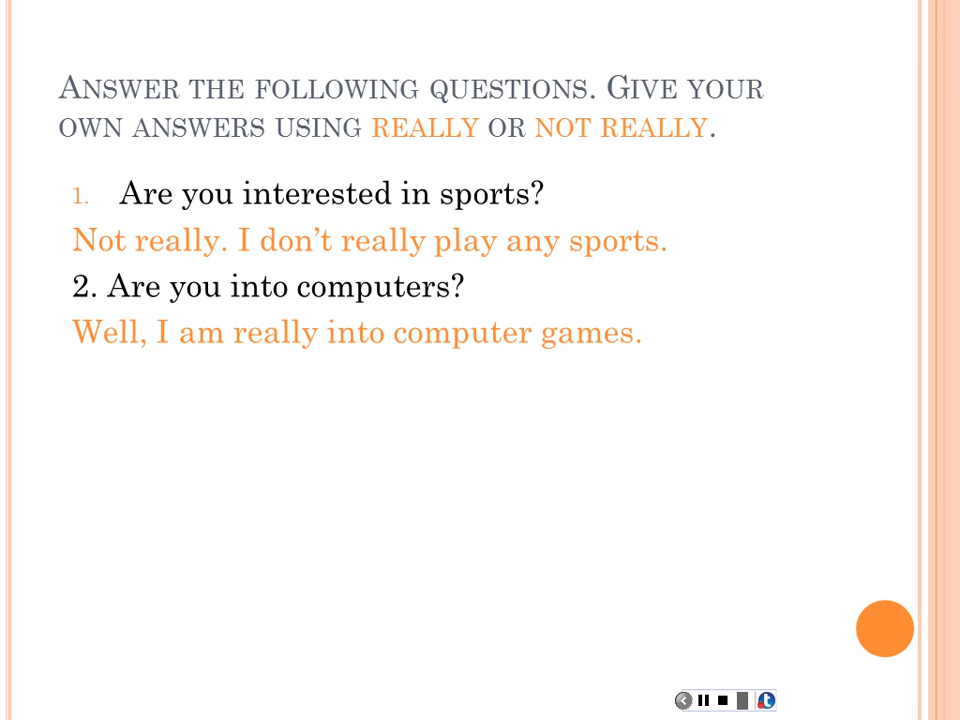 Answer the following questions. Give your
own answers using really or not really.
1. Are you interested in sports?
Not really. I don’t really play any sports.
2. Are you into computers?
Well, I am really into computer games.